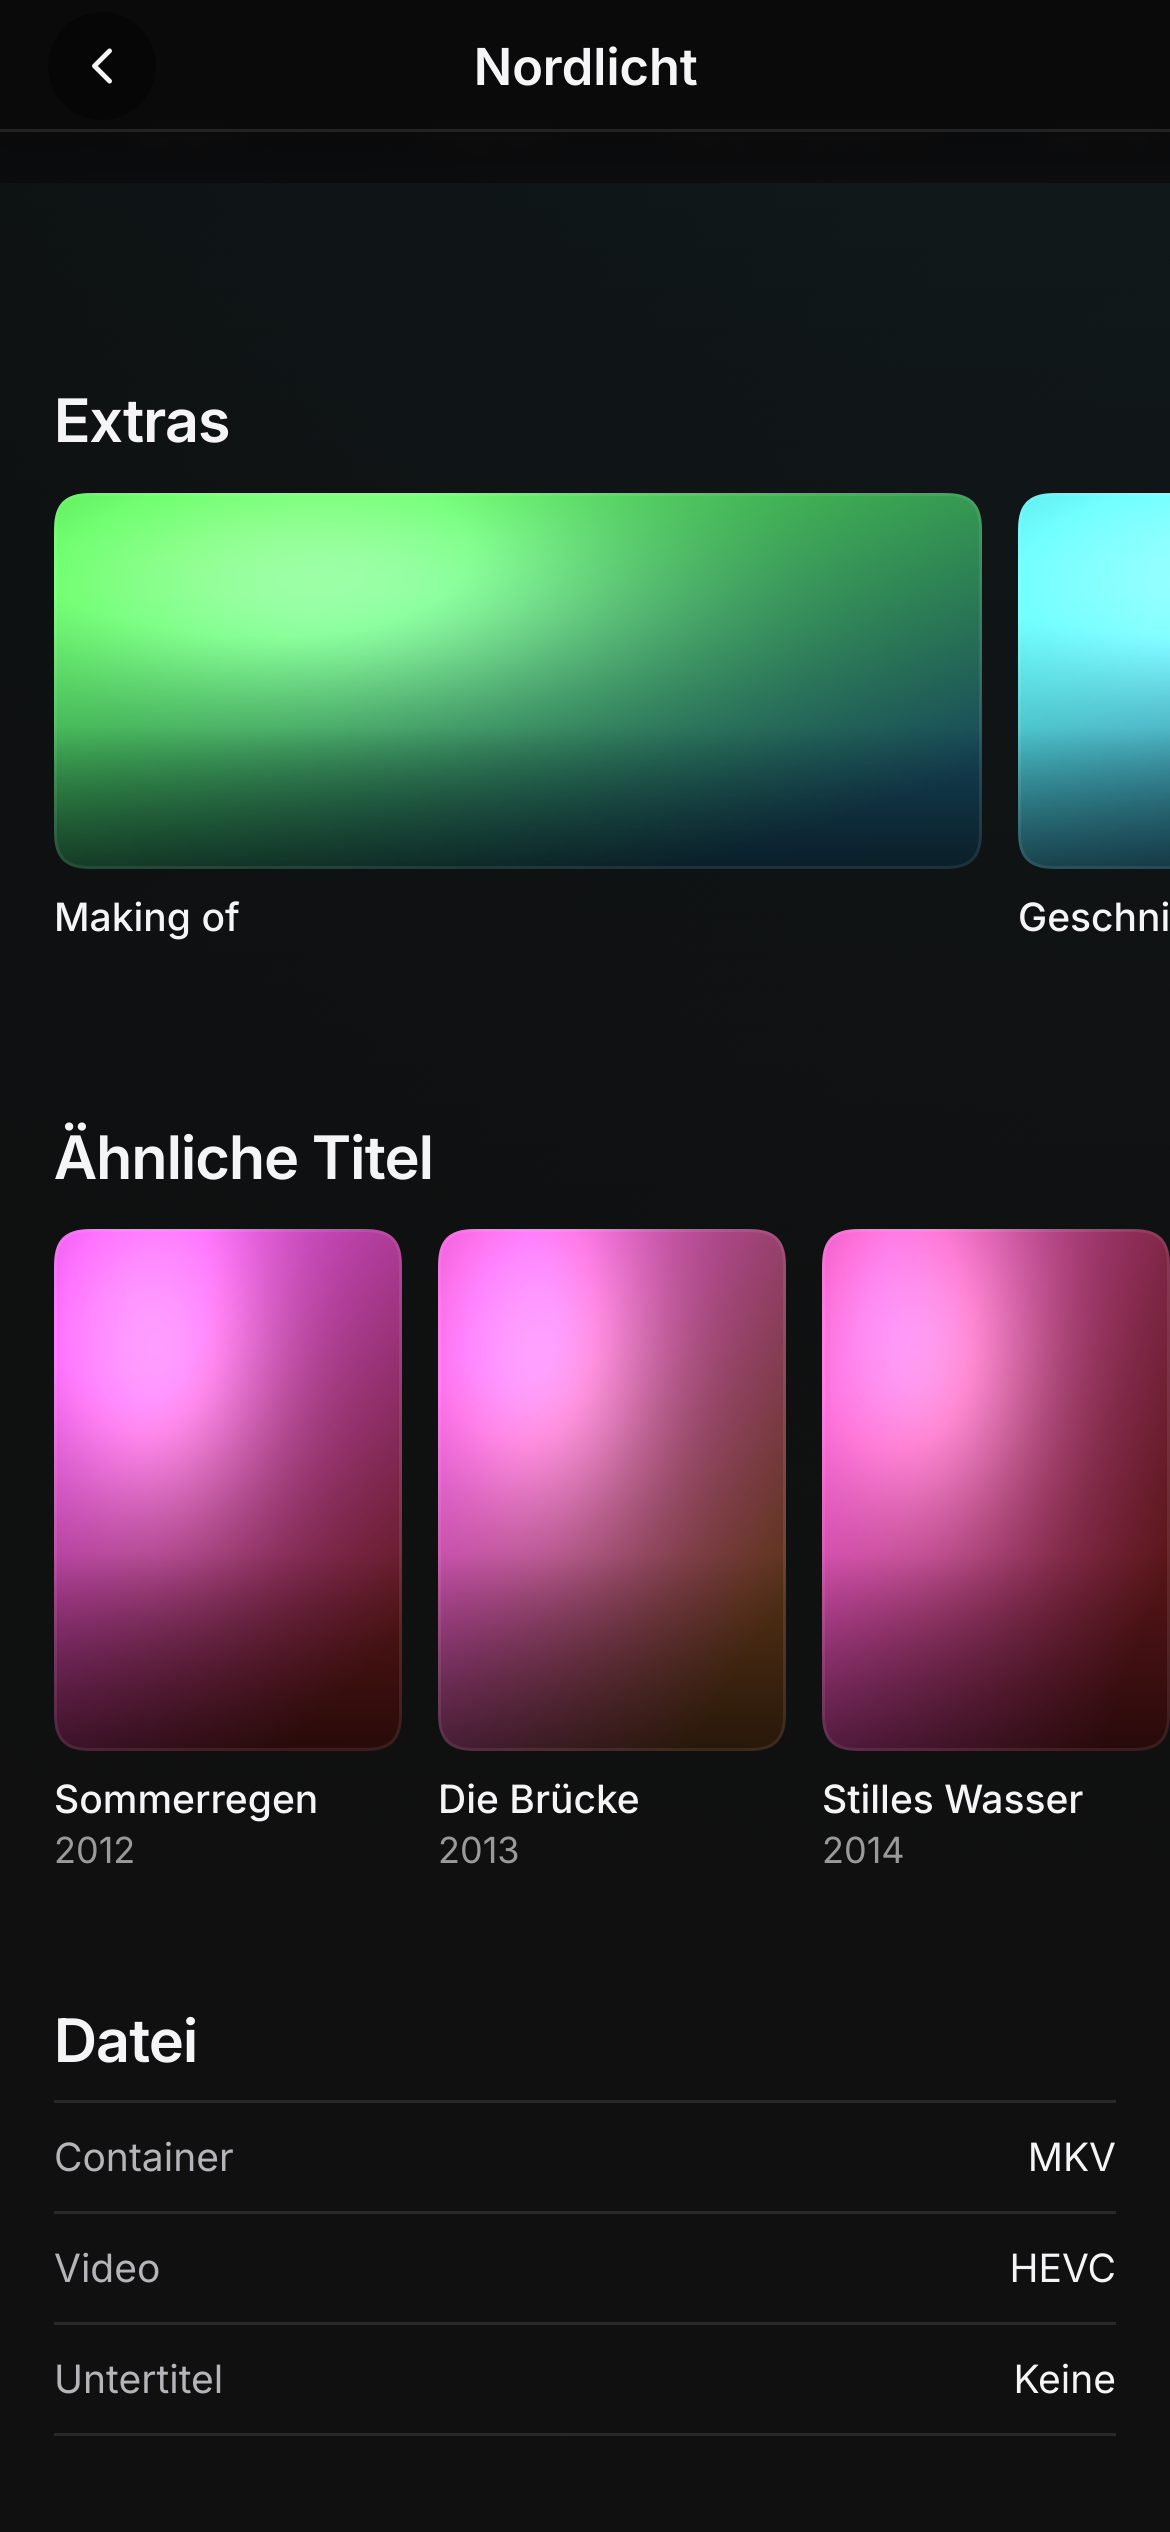 Nordlicht
Extras
Making of
Geschni
Ähnliche Titel
Sommerregen
2012
Die Brücke
2013
Stilles Wasser
2014
Datei
Container
MKV
Video
HEVC
Untertitel
Keine